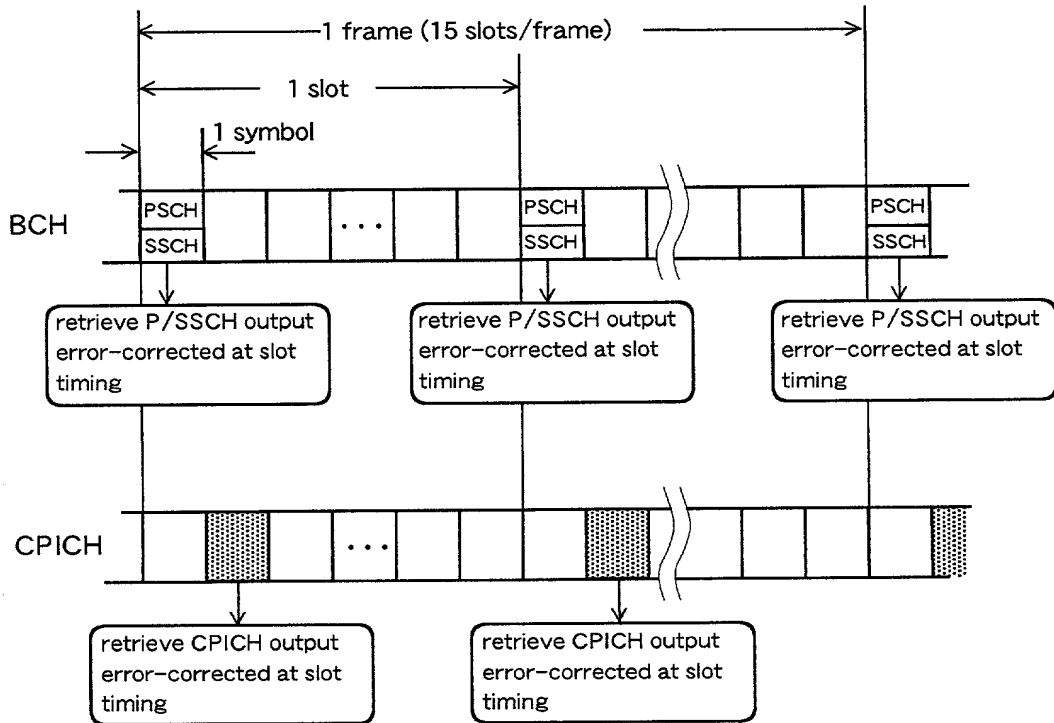 1 frame (15 slots/frame)
1 slot
1 symbol
BCH
PSCH
SSCH
. . .
PSCH
SSCH
PSCH
SSCH
retrieve P/SSCH output
error-corrected at slot
timing
retrieve P/SSCH output
error-corrected at slot
timing
retrieve P/SSCH output
error-corrected at slot
timing
CPICH
. . .
retrieve CPICH output
error-corrected at slot
timing
retrieve CPICH output
error-corrected at slot
timing